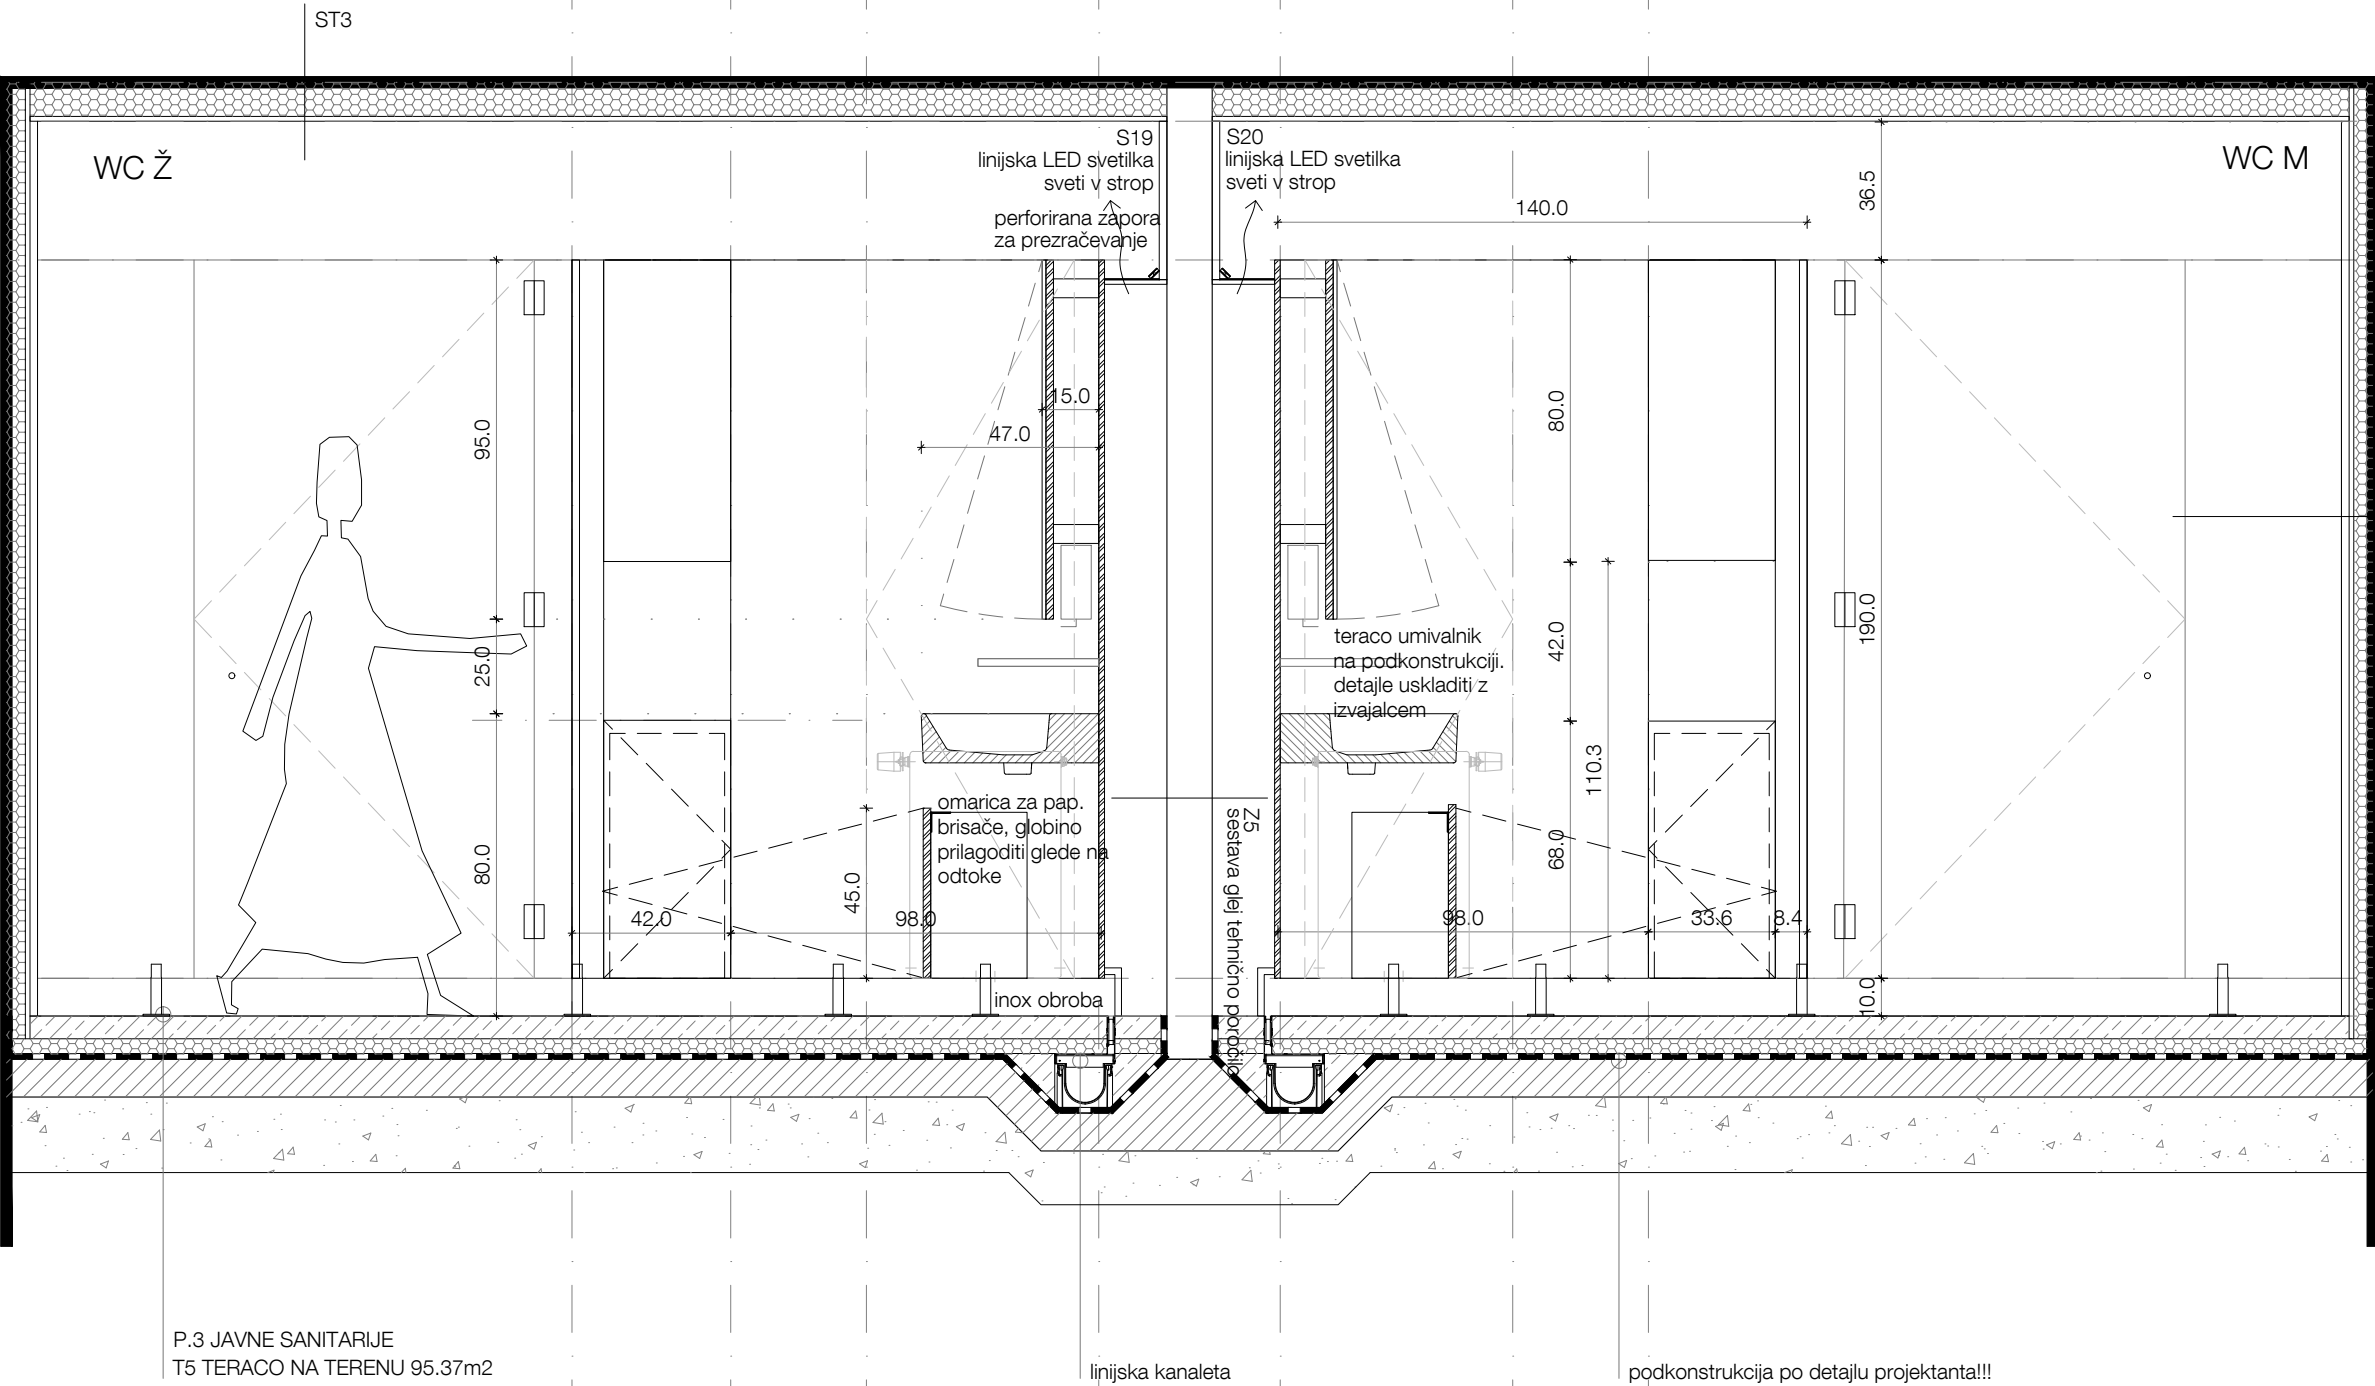 ST3
WC Ž
S19
linijska LED svetilka
sveti v strop
perforirana zapora
za prezračevanje
S20
linijska LED svetilka
sveti v strop
WC M
140.0
36.5
95.0
15.0
47.0
80.0
25.0
42.0
190.0
teraco umivalnik
na podkonstrukciji.
detajle uskladiti z
izvajalcem
110.3
omarica za pap.
brisače, globino
prilagoditi glede na
odtoke
Z5
sestava glej tehnično poročilo
80.0
45.0
68.0
42.0
98.0
98.0
33.6
8.4
inox obroba
10.0
P.3 JAVNE SANITARIJE
T5 TERACO NA TERENU 95.37m2
linijska kanaleta
podkonstrukcija po detajlu projektanta!!!